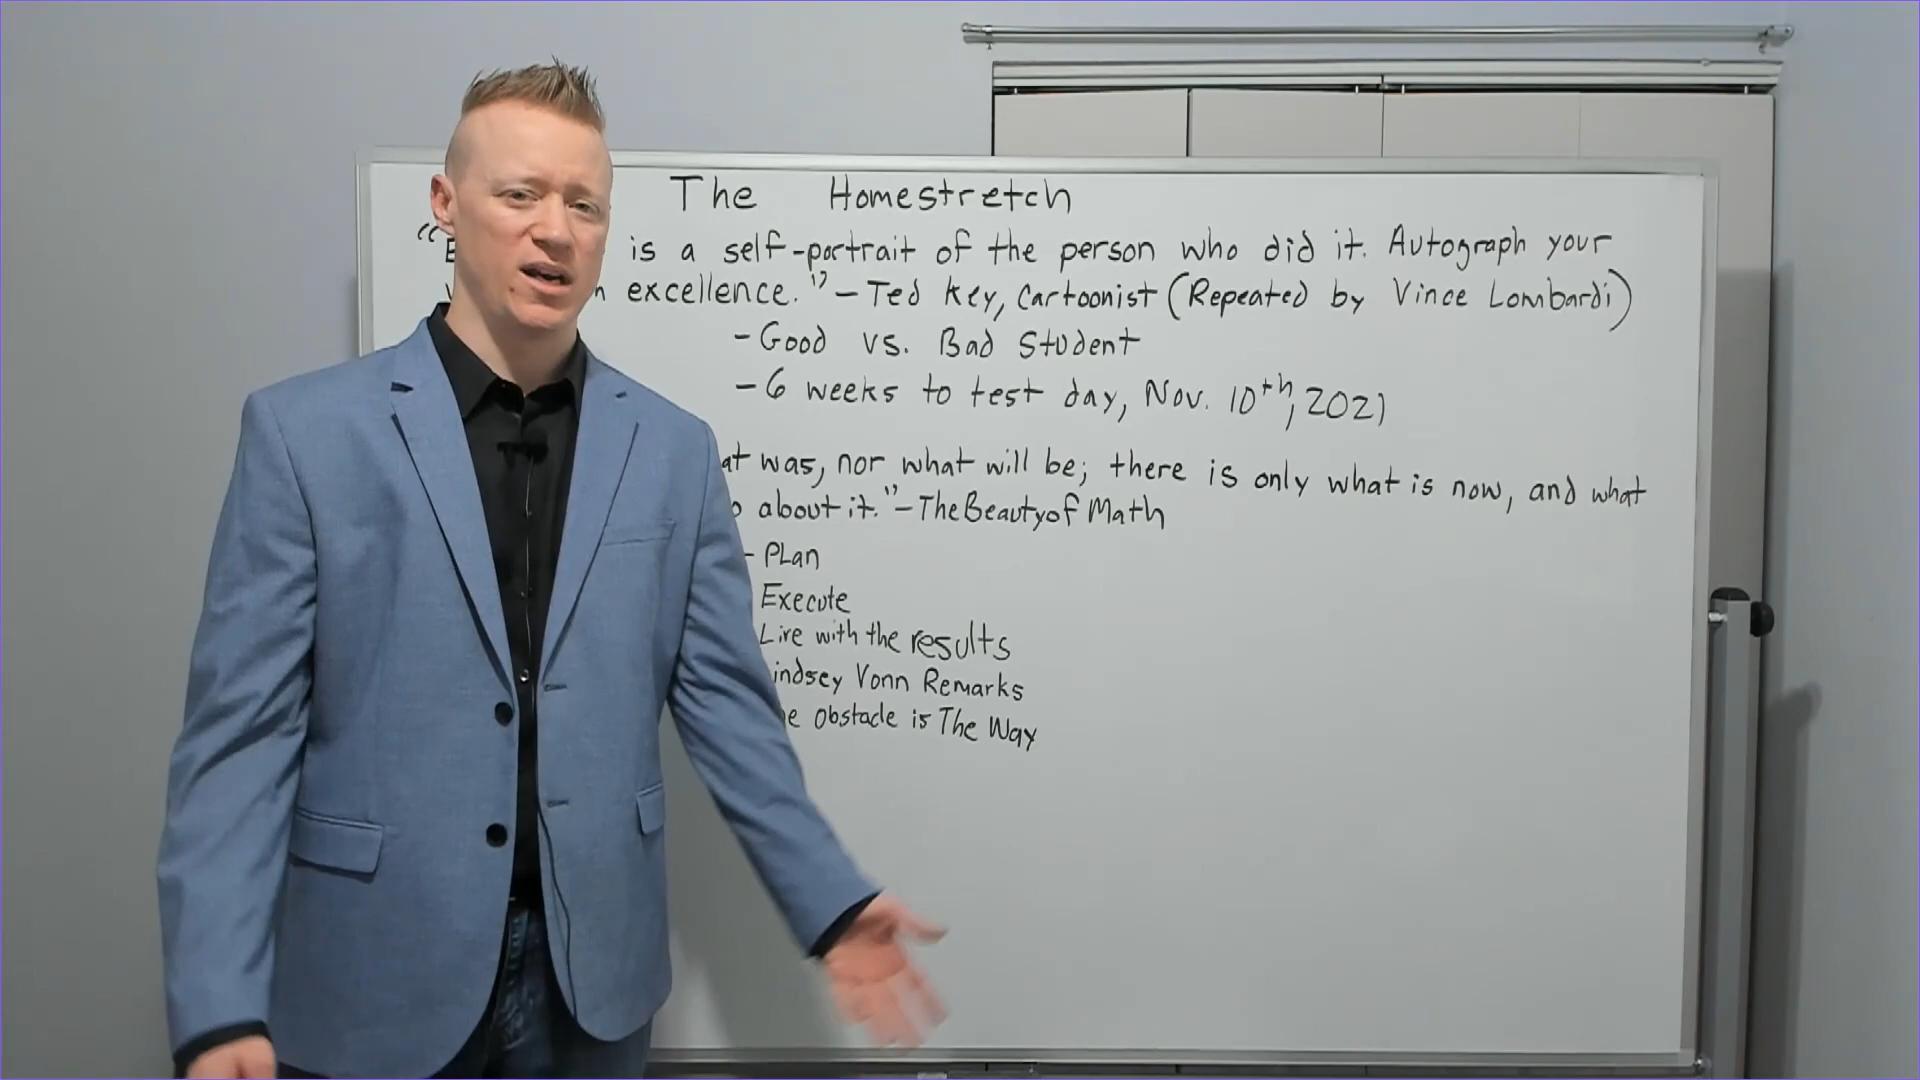 The Homestretch
“E is a self-portrait of the person who did it. Autograph your
n excellence.” – Ted Key, Cartoonist (Repeated by Vince Lombardi)
- Good vs. Bad Student
- 6 weeks to test day, Nov. 10th, 2021
at was, nor what will be; there is only what is now, and what
o about it.” – The Beauty of Math
- PLan
Execute
Live with the results
indsey Vonn Remarks
e Obstacle is The Way